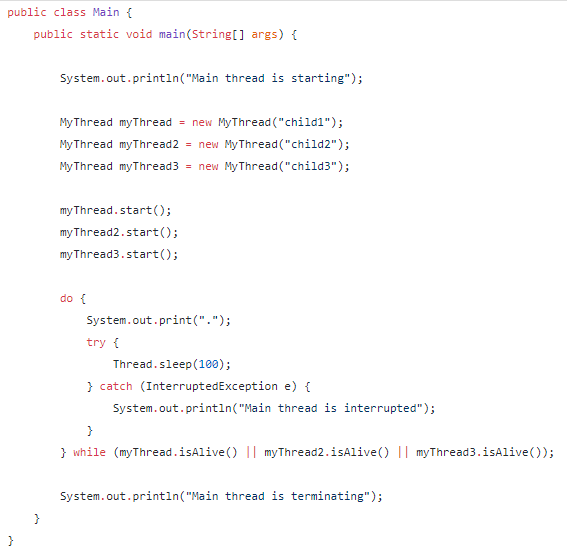 public class Main {
    public static void main(String[] args) {

        System.out.println("Main thread is starting");

        MyThread myThread = new MyThread("child1");
        MyThread myThread2 = new MyThread("child2");
        MyThread myThread3 = new MyThread("child3");

        myThread.start();
        myThread2.start();
        myThread3.start();

        do {
            System.out.print(".");
            try {
                Thread.sleep(100);
            } catch (InterruptedException e) {
                System.out.println("Main thread is interrupted");
            }
        } while (myThread.isAlive() || myThread2.isAlive() || myThread3.isAlive());

        System.out.println("Main thread is terminating");
    }
}